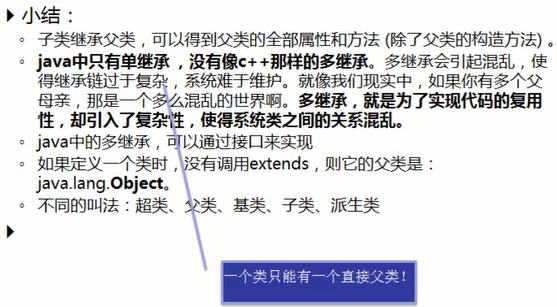 小结：
子类继承父类，可以得到父类的全部属性和方法 (除了父类的构造方法) 。
java中只有单继承 ，没有像c++那样的多继承。多继承会引起混乱，使
得继承链过于复杂，系统难于维护。就像我们现实中，如果你有多个父
母亲，那是一个多么混乱的世界啊。多继承，就是为了实现代码的复用
性，却引入了复杂性，使得系统类之间的关系混乱。
java中的多继承，可以通过接口来实现
如果定义一个类时，没有调用extends，则它的父类是：
java.lang.Object。
不同的叫法：超类、父类、基类、子类、派生类
一个类只能有一个直接父类！